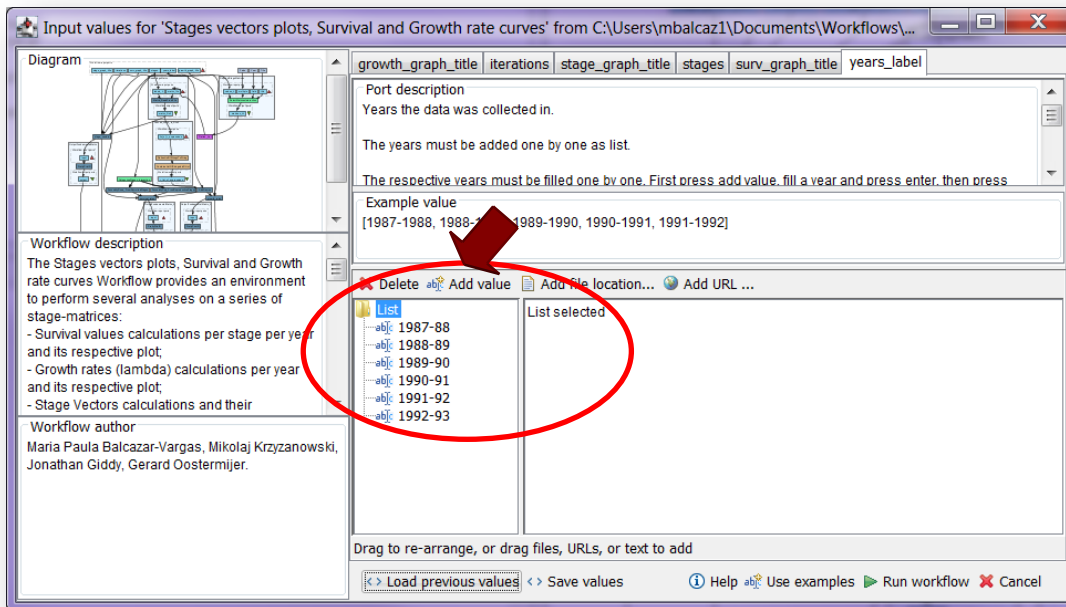 Input values for 'Stages vectors plots, Survival and Growth rate curves' from C:\Users\mbalcaz1\Documents\Workflows\...
Diagram
growth_graph_title iterations stage_graph_title stages surv_graph_title years_label
Port description
Years the data was collected in.
The years must be added one by one as list.
The respective years must be filled one by one. First press add value, fill a year and press enter, then press
Example value
[1987-1988, 1988- 1989-1990, 1990-1991, 1991-1992]
Workflow description
The Stages vectors plots, Survival and Growth
rate curves Workflow provides an environment
to perform several analyses on a series of
stage-matrices:
- Survival values calculations per stage per year
and its respective plot;
- Growth rates (lambda) calculations per year
and its respective plot;
- Stage Vectors calculations and their
Workflow author
Maria Paula Balcazar-Vargas, Mikolaj Krzyzanowski,
Jonathan Giddy, Gerard Oostermijer.
Delete Add value Add file location... Add URL ...
List
1987-88
1988-89
1989-90
1990-91
1991-92
1992-93
List selected
Drag to re-arrange, or drag files, URLs, or text to add
Load previous values Save values Help Use examples Run workflow Cancel